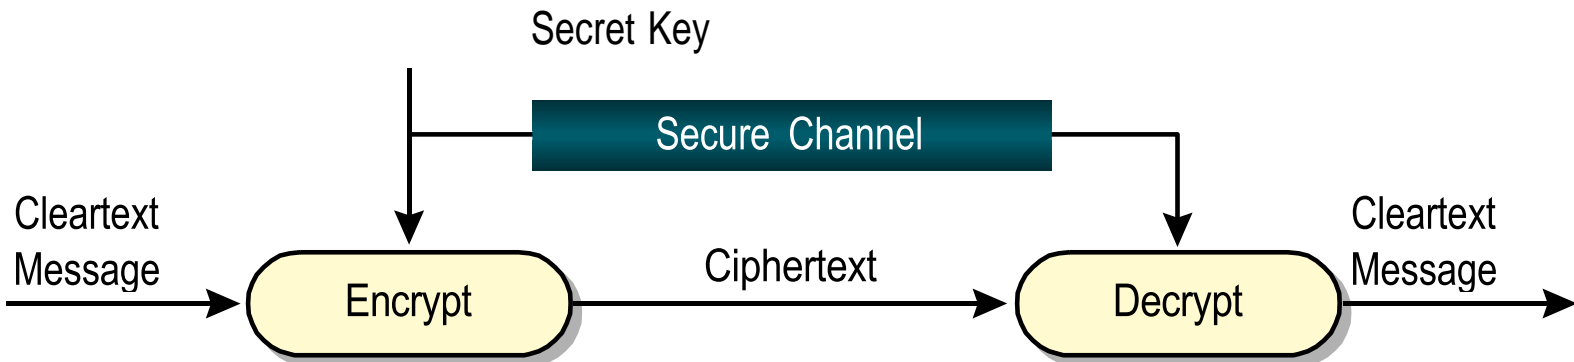 Secret Key
Secure Channel
Cleartext
Message
Encrypt
Ciphertext
Decrypt
Cleartext
Message